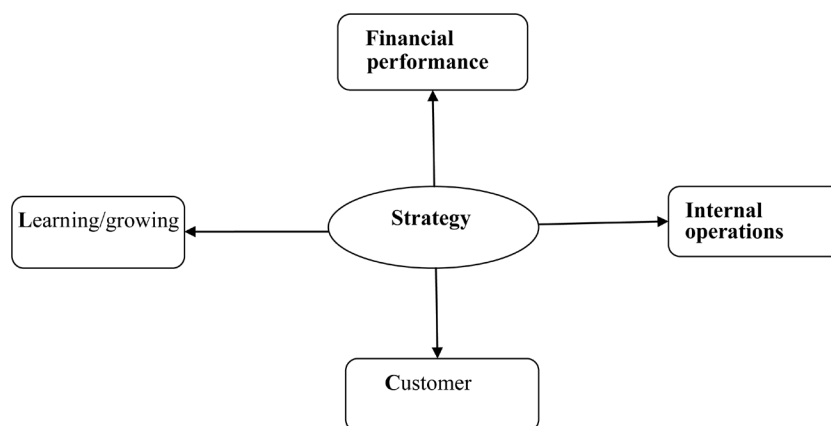 Financial
performance
Learning/growing
Strategy
Internal
operations
Customer